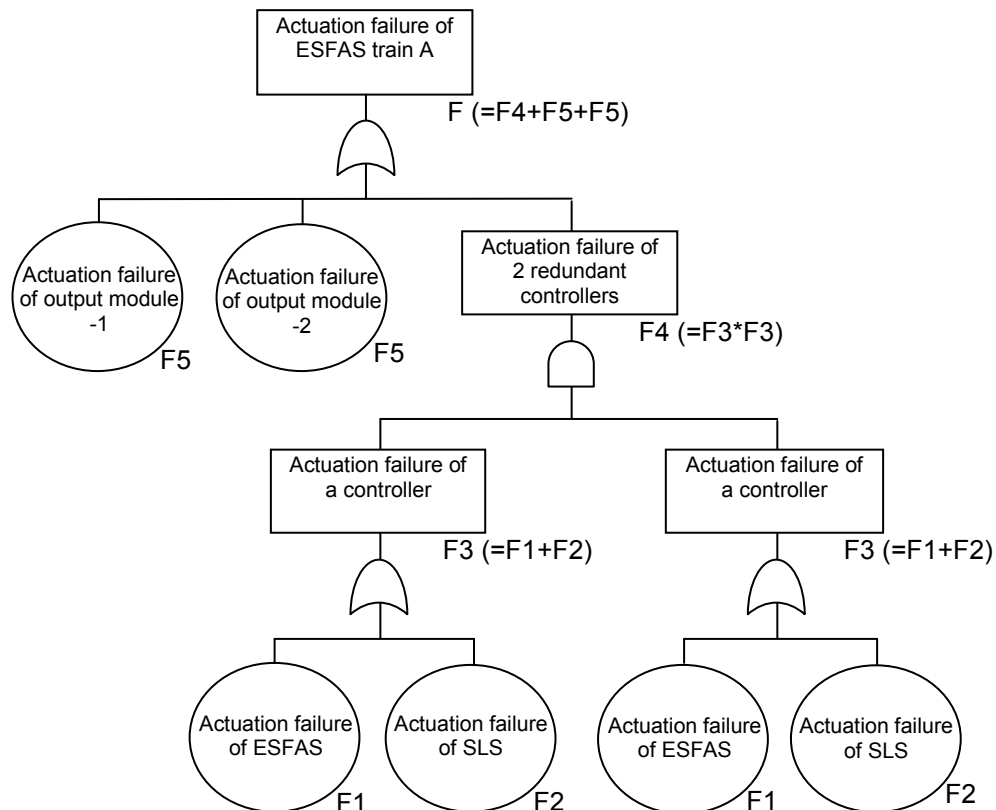 Actuation failure of
ESFAS train A
F (=F4+F5+F5)
Actuation failure
of output module
-1
F5
Actuation failure
of output module
-2
F5
Actuation failure of
2 redundant
controllers
F4 (=F3*F3)
Actuation failure of
a controller
F3 (=F1+F2)
Actuation failure of
a controller
F3 (=F1+F2)
Actuation failure
of ESFAS
F1
Actuation failure
of SLS
F2
Actuation failure
of ESFAS
F1
Actuation failure
of SLS
F2